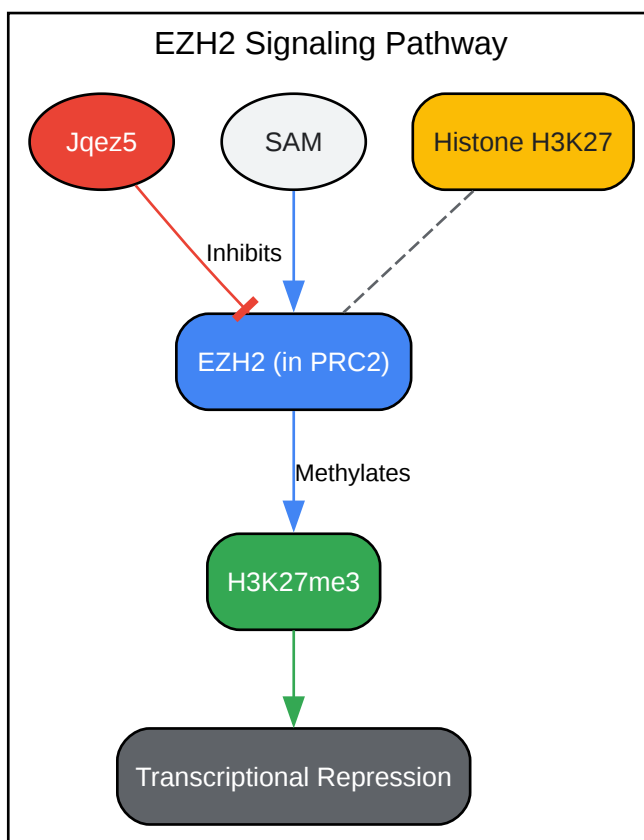 EZH2 Signaling Pathway
Jqez5
SAM
Histone H3K27
Inhibits
EZH2 (in PRC2)
Methylates
H3K27me3
Transcriptional Repression